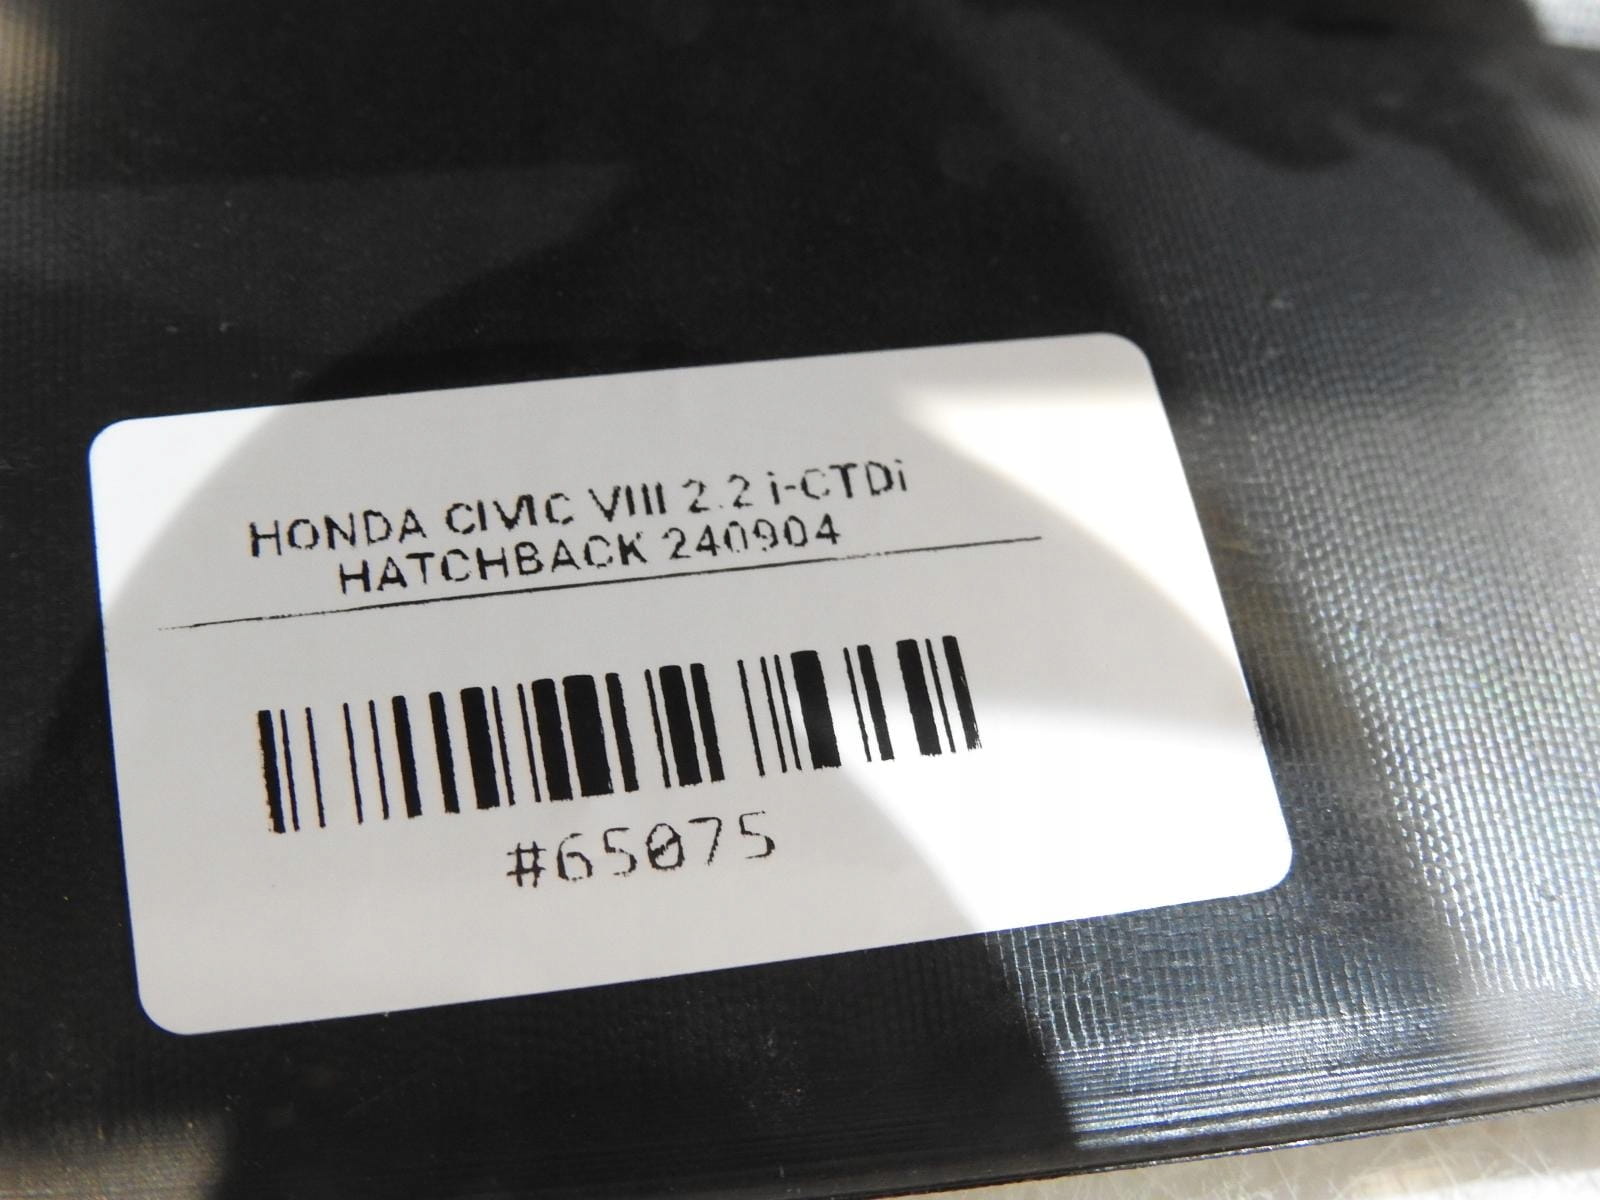 HONDA CIVIC VIII 2.2 i-CTDi
HATCHBACK 240904
#65075